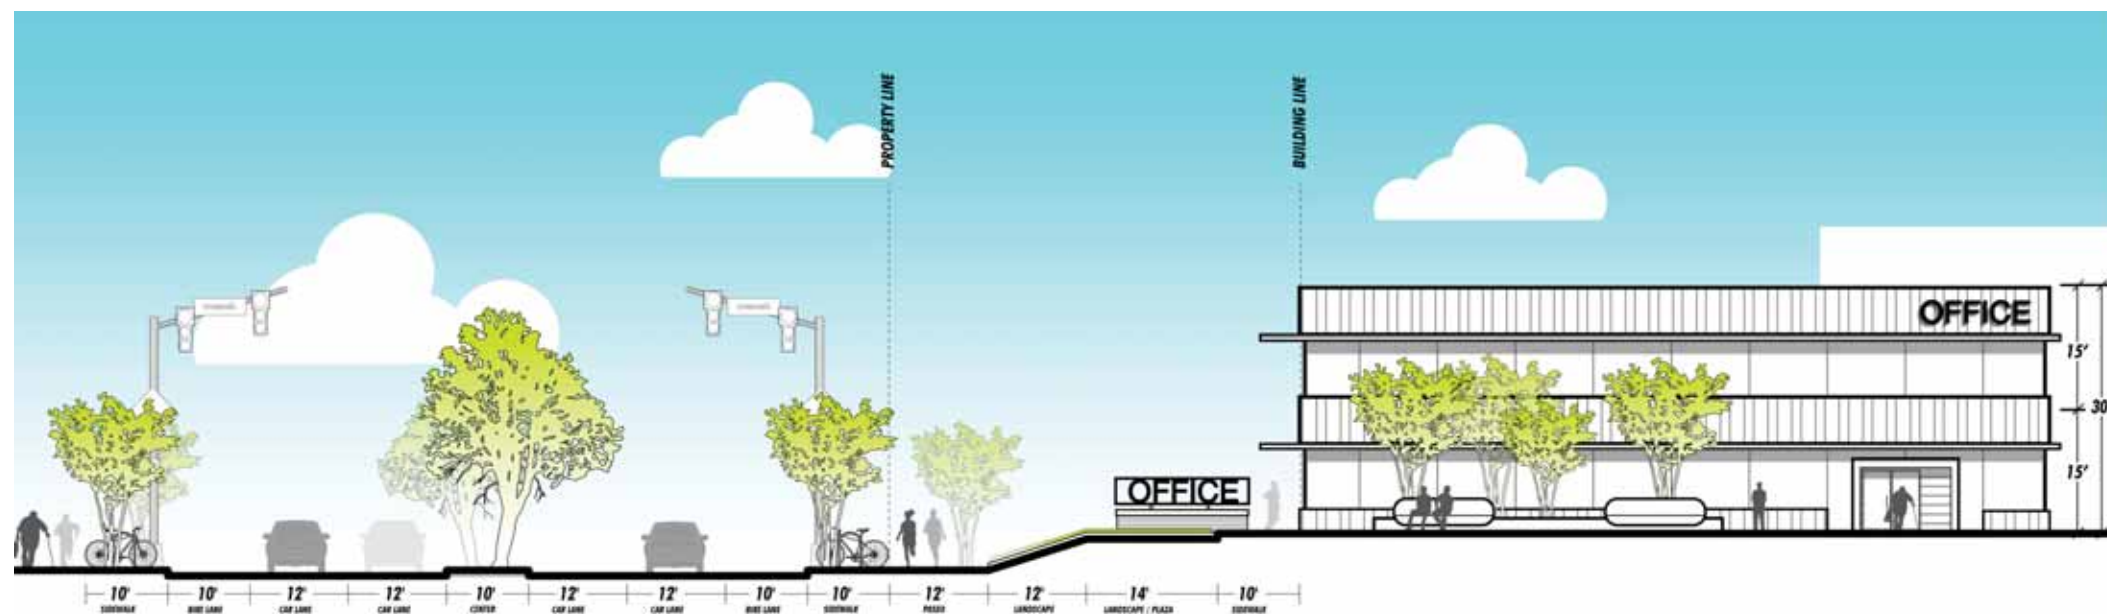 PROPERTY LINE
BUILDING LINE
OFFICE
15'
30
OFFICE
15'
10' 10' 12' 12' 10' 12' 12' 10' 10' 12' 12' 14' 10'
SIDEWALK BIKE LANE CAR LANE CAR LANE CENTER CAR LANE CAR LANE BIKE LANE SIDEWALK PASEO LANDSCAPE LANDSCAPE / PLAZA SIDEWALK